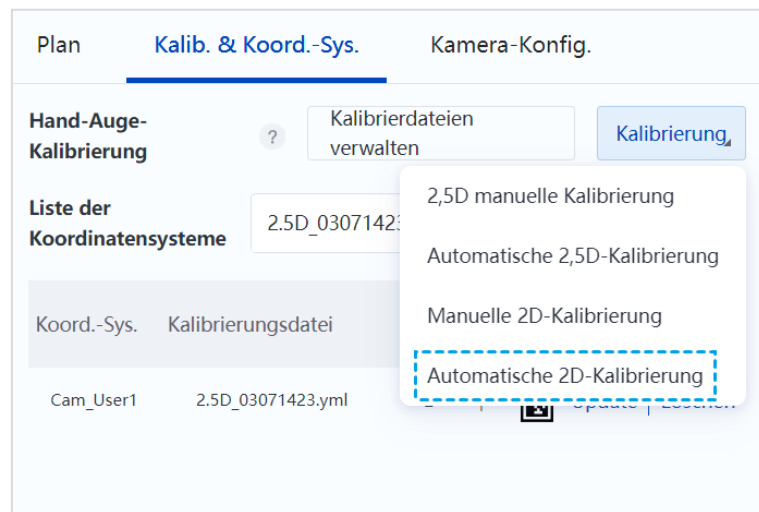 Plan Kalib. & Koord.-Sys. Kamera-Konfig.
Hand-Auge-
Kalibrierung
?
Kalibrierdateien
verwalten
Kalibrierung
Liste der
Koordinatensysteme
2.5D_03071423
2,5D manuelle Kalibrierung
Automatische 2,5D-Kalibrierung
Manuelle 2D-Kalibrierung
Automatische 2D-Kalibrierung
Koord.-Sys. Kalibrierungsdatei
Cam_User1 2.5D_03071423.yml Update | Löschen